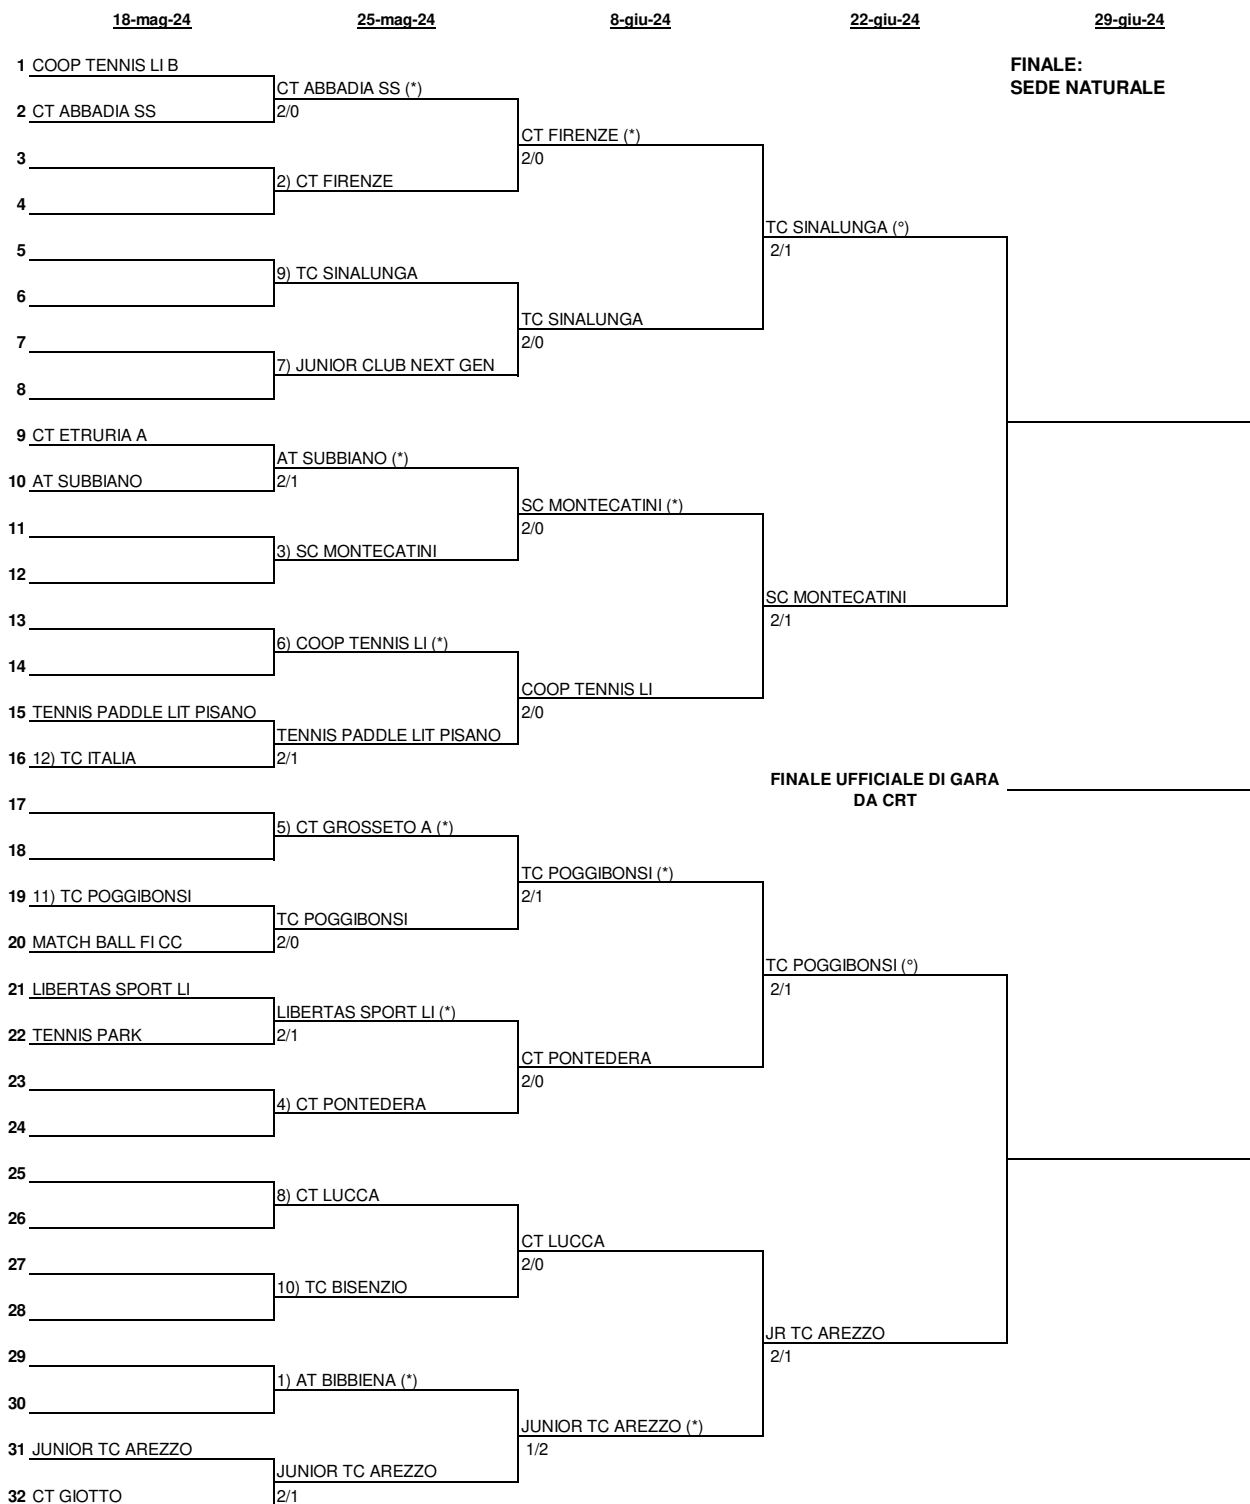 18-mag-24 25-mag-24 8-giu-24 22-giu-24 29-giu-24
1 COOP TENNIS LI B
FINALE:
SEDE NATURALE
CT ABBADIA SS (*)
2 CT ABBADIA SS
2/0
CT FIRENZE (*)
3
2/0
2) CT FIRENZE
4
TC SINALUNGA (°)
5
2/1
9) TC SINALUNGA
6
TC SINALUNGA
7
2/0
7) JUNIOR CLUB NEXT GEN
8
9 CT ETRURIA A
AT SUBBIANO (*)
10 AT SUBBIANO
2/1
SC MONTECATINI (*)
11
2/0
3) SC MONTECATINI
12
SC MONTECATINI
13
2/1
6) COOP TENNIS LI (*)
14
COOP TENNIS LI
15 TENNIS PADDLE LIT PISANO
2/0
TENNIS PADDLE LIT PISANO
16 12) TC ITALIA
2/1
FINALE UFFICIALE DI GARA
DA CRT
17
5) CT GROSSETO A (*)
18
TC POGGIBONSI (*)
19 11) TC POGGIBONSI
2/1
TC POGGIBONSI
20 MATCH BALL FI CC
2/0
TC POGGIBONSI (°)
21 LIBERTAS SPORT LI
2/1
LIBERTAS SPORT LI (*)
22 TENNIS PARK
2/1
CT PONTEDERA
23
2/0
4) CT PONTEDERA
24
25
8) CT LUCCA
26
CT LUCCA
27
2/0
10) TC BISENZIO
28
JR TC AREZZO
29
2/1
1) AT BIBBIENA (*)
30
JUNIOR TC AREZZO (*)
31 JUNIOR TC AREZZO
1/2
JUNIOR TC AREZZO
32 CT GIOTTO
2/1